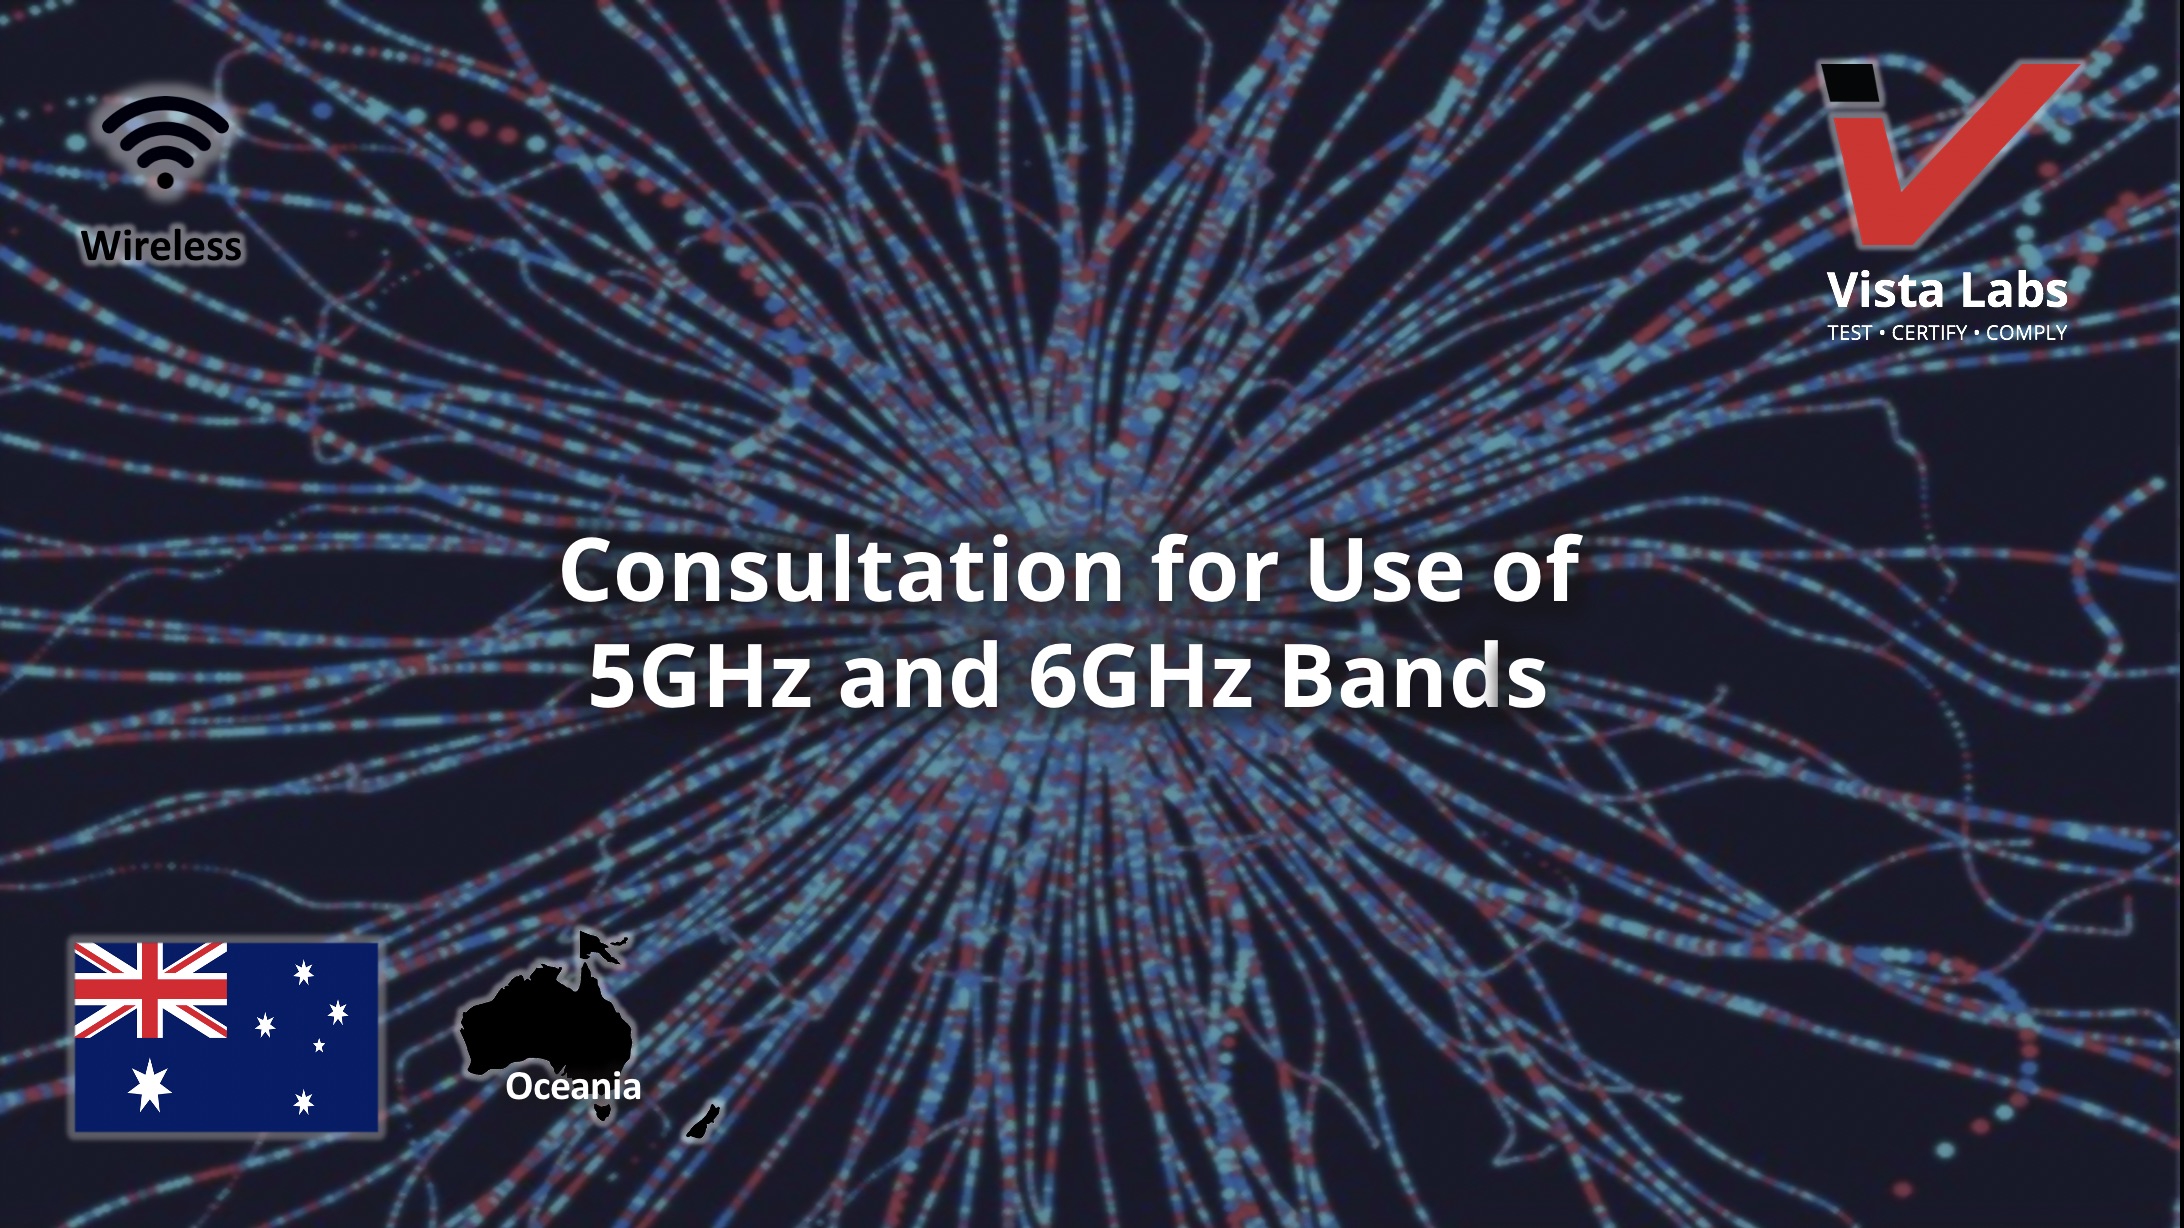 Wireless
Vista Labs
TEST • CERTIFY • COMPLY
Consultation for Use of
5GHz and 6GHz Bands
Oceania